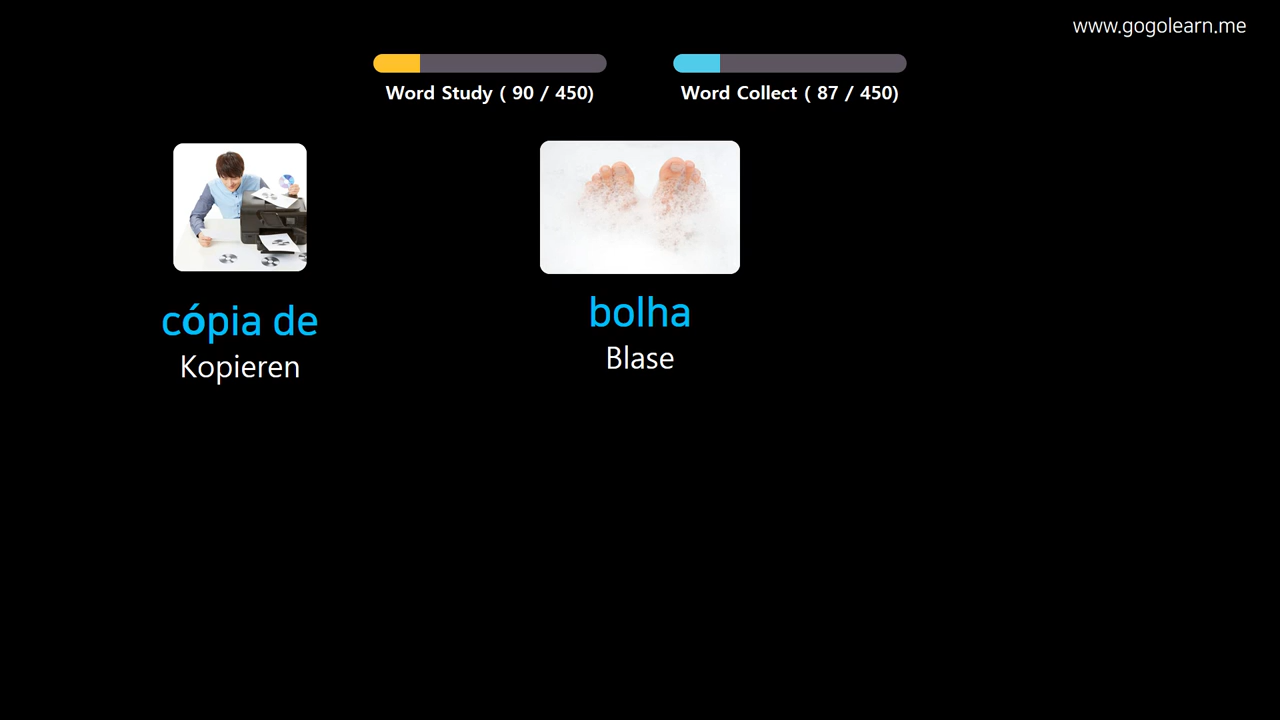 www.gogolearn.me
Word Study ( 90 / 450)
Word Collect ( 87 / 450)
cópia de
Kopieren
bolha
Blase